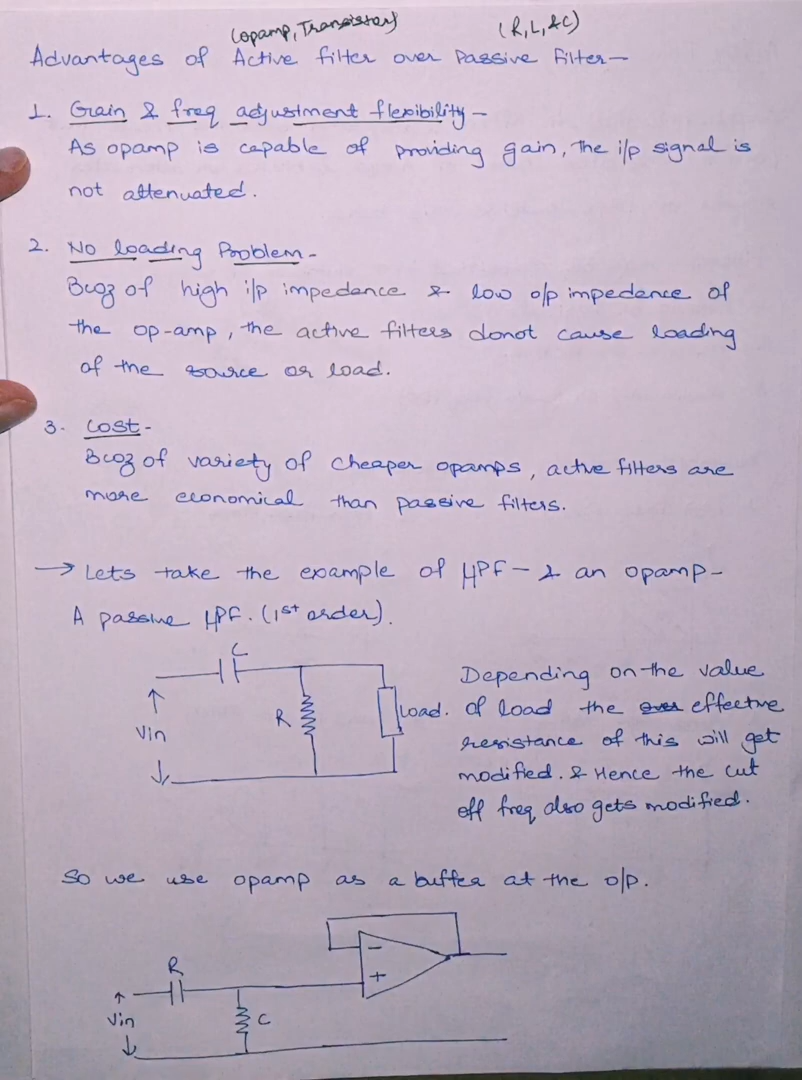 (opamp, Transistor) (R, L, & C)
Advantages of Active filter over Passive Filter—
1. Gain & freq adjustment flexibility—
As opamp is capable of providing gain, the i/p signal is
not attenuated.
2. No loading Problem-
Bcoz of high i/p impedance & low o/p impedence of
the op-amp, the active filters donot cause loading
of the source or load.
3. Cost-
Bcoz of variety of cheaper opamps, active filters are
more economical than passive filters.
→ Lets take the example of HPF - & an opamp-
A passive HPF. (1st order).
C
R
Vin
Load.
Depending on the value
of load the effective
resistance of this will get
modified. & Hence the cut
off freq also gets modified.
So we use opamp as a buffer at the o/p.
R
Vin
C
-
+